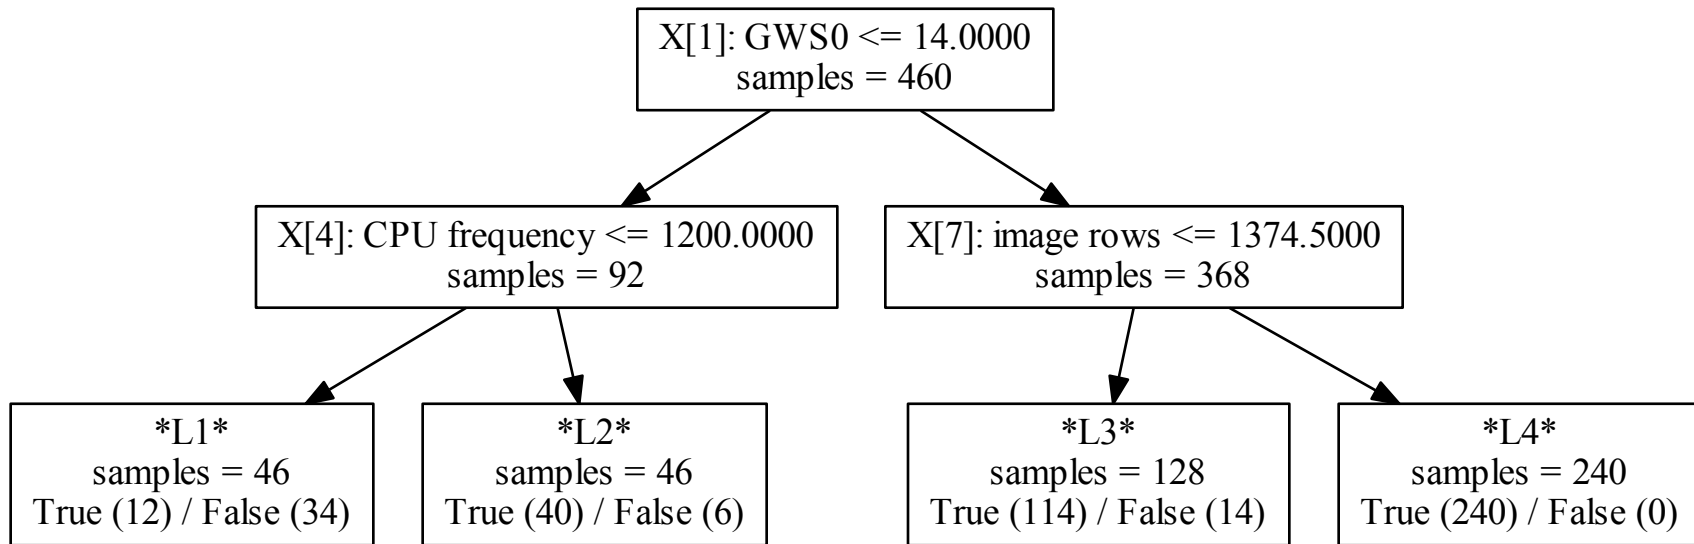 X[1]: GWS0 <= 14.0000
samples = 460
X[4]: CPU frequency <= 1200.0000
samples = 92
X[7]: image rows <= 1374.5000
samples = 368
*L1*
samples = 46
True (12) / False (34)
*L2*
samples = 46
True (40) / False (6)
*L3*
samples = 128
True (114) / False (14)
*L4*
samples = 240
True (240) / False (0)